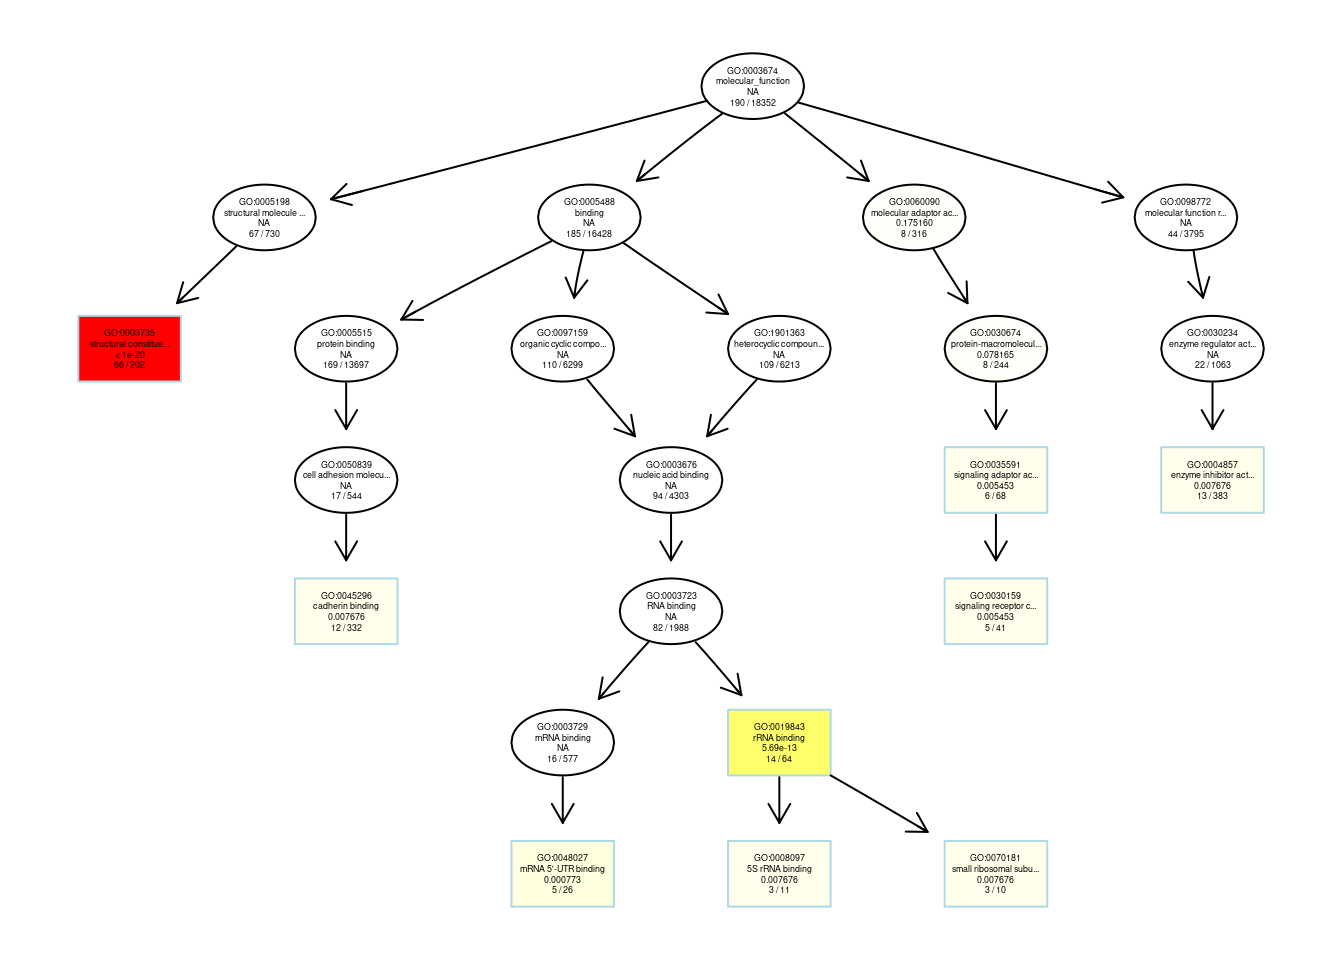 GO:0003674
molecular_function
NA
190 / 18352
GO:0005198
structural molecule ...
NA
67 / 730
GO:0005488
binding
NA
185 / 16428
GO:0060090
molecular adaptor ac...
0.175160
8 / 316
GO:0098772
molecular function r...
NA
44 / 3795
GO:0003735
structural constitue...
< 1e-20
66 / 202
GO:0005515
protein binding
NA
169 / 13697
GO:0097159
organic cyclic compo...
NA
110 / 6299
GO:1901363
heterocyclic compoun...
NA
109 / 6213
GO:0030674
protein-macromolecul...
0.078165
8 / 244
GO:0030234
enzyme regulator act...
NA
22 / 1063
GO:0050839
cell adhesion molecu...
NA
17 / 544
GO:0003676
nucleic acid binding
NA
94 / 4303
GO:0035591
signaling adaptor ac...
0.005453
6 / 68
GO:0004857
enzyme inhibitor act...
0.007676
13 / 383
GO:0045296
cadherin binding
0.007676
12 / 332
GO:0003723
RNA binding
NA
82 / 1988
GO:0030159
signaling receptor c...
0.005453
5 / 41
GO:0003729
mRNA binding
NA
16 / 577
GO:0019843
rRNA binding
5.69e-13
14 / 64
GO:0048027
mRNA 5'-UTR binding
0.000773
5 / 26
GO:0008097
5S rRNA binding
0.007676
3 / 11
GO:0070181
small ribosomal subu...
0.007676
3 / 10